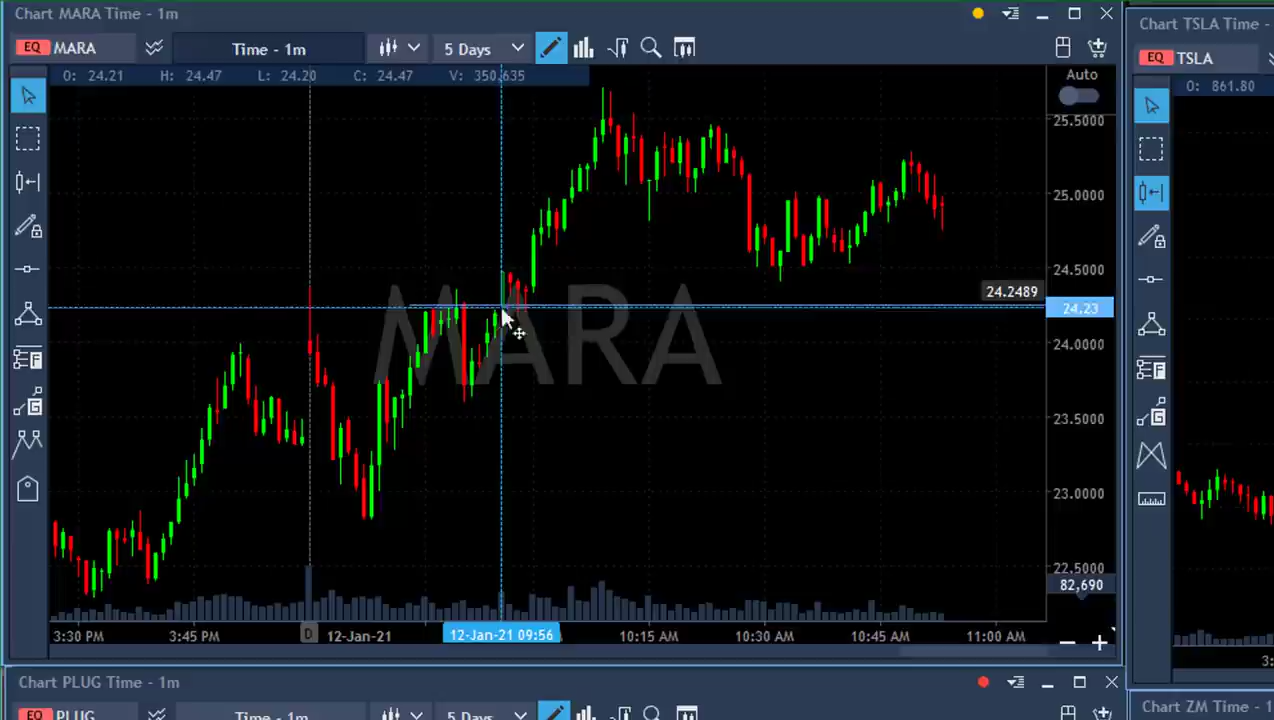 Chart MARA Time - 1m
EQ MARA
Time - 1m
5 Days
O: 24.21 H: 24.47 L: 24.20 C: 24.47 V: 350,635
Auto
25.5000
25.0000
24.5000
24.2489
24.23
24.0000
23.5000
23.0000
22.5000
82,690
MARA
F
G
3:30 PM
3:45 PM
D
12-Jan-21
12-Jan-21 09:56
10:15 AM
10:30 AM
10:45 AM
11:00 AM
Chart TSLA Time -
EQ TSLA
O: 861.80
F
G
3:
Chart PLUG Time - 1m
EQ PLUG
Time - 1m
5 Days
Chart ZM Time -